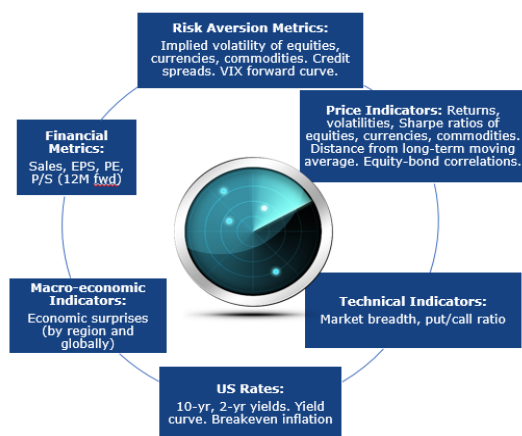 Risk Aversion Metrics:
Implied volatility of equities,
currencies, commodities. Credit
spreads. VIX forward curve.
Price Indicators: Returns,
volatilities, Sharpe ratios of
equities, currencies, commodities.
Distance from long-term moving
average. Equity-bond correlations.
Financial
Metrics:
Sales, EPS, PE,
P/S (12M fwd)
Macro-economic
Indicators:
Economic surprises
(by region and
globally)
Technical Indicators:
Market breadth, put/call ratio
US Rates:
10-yr, 2-yr yields. Yield
curve. Breakeven inflation